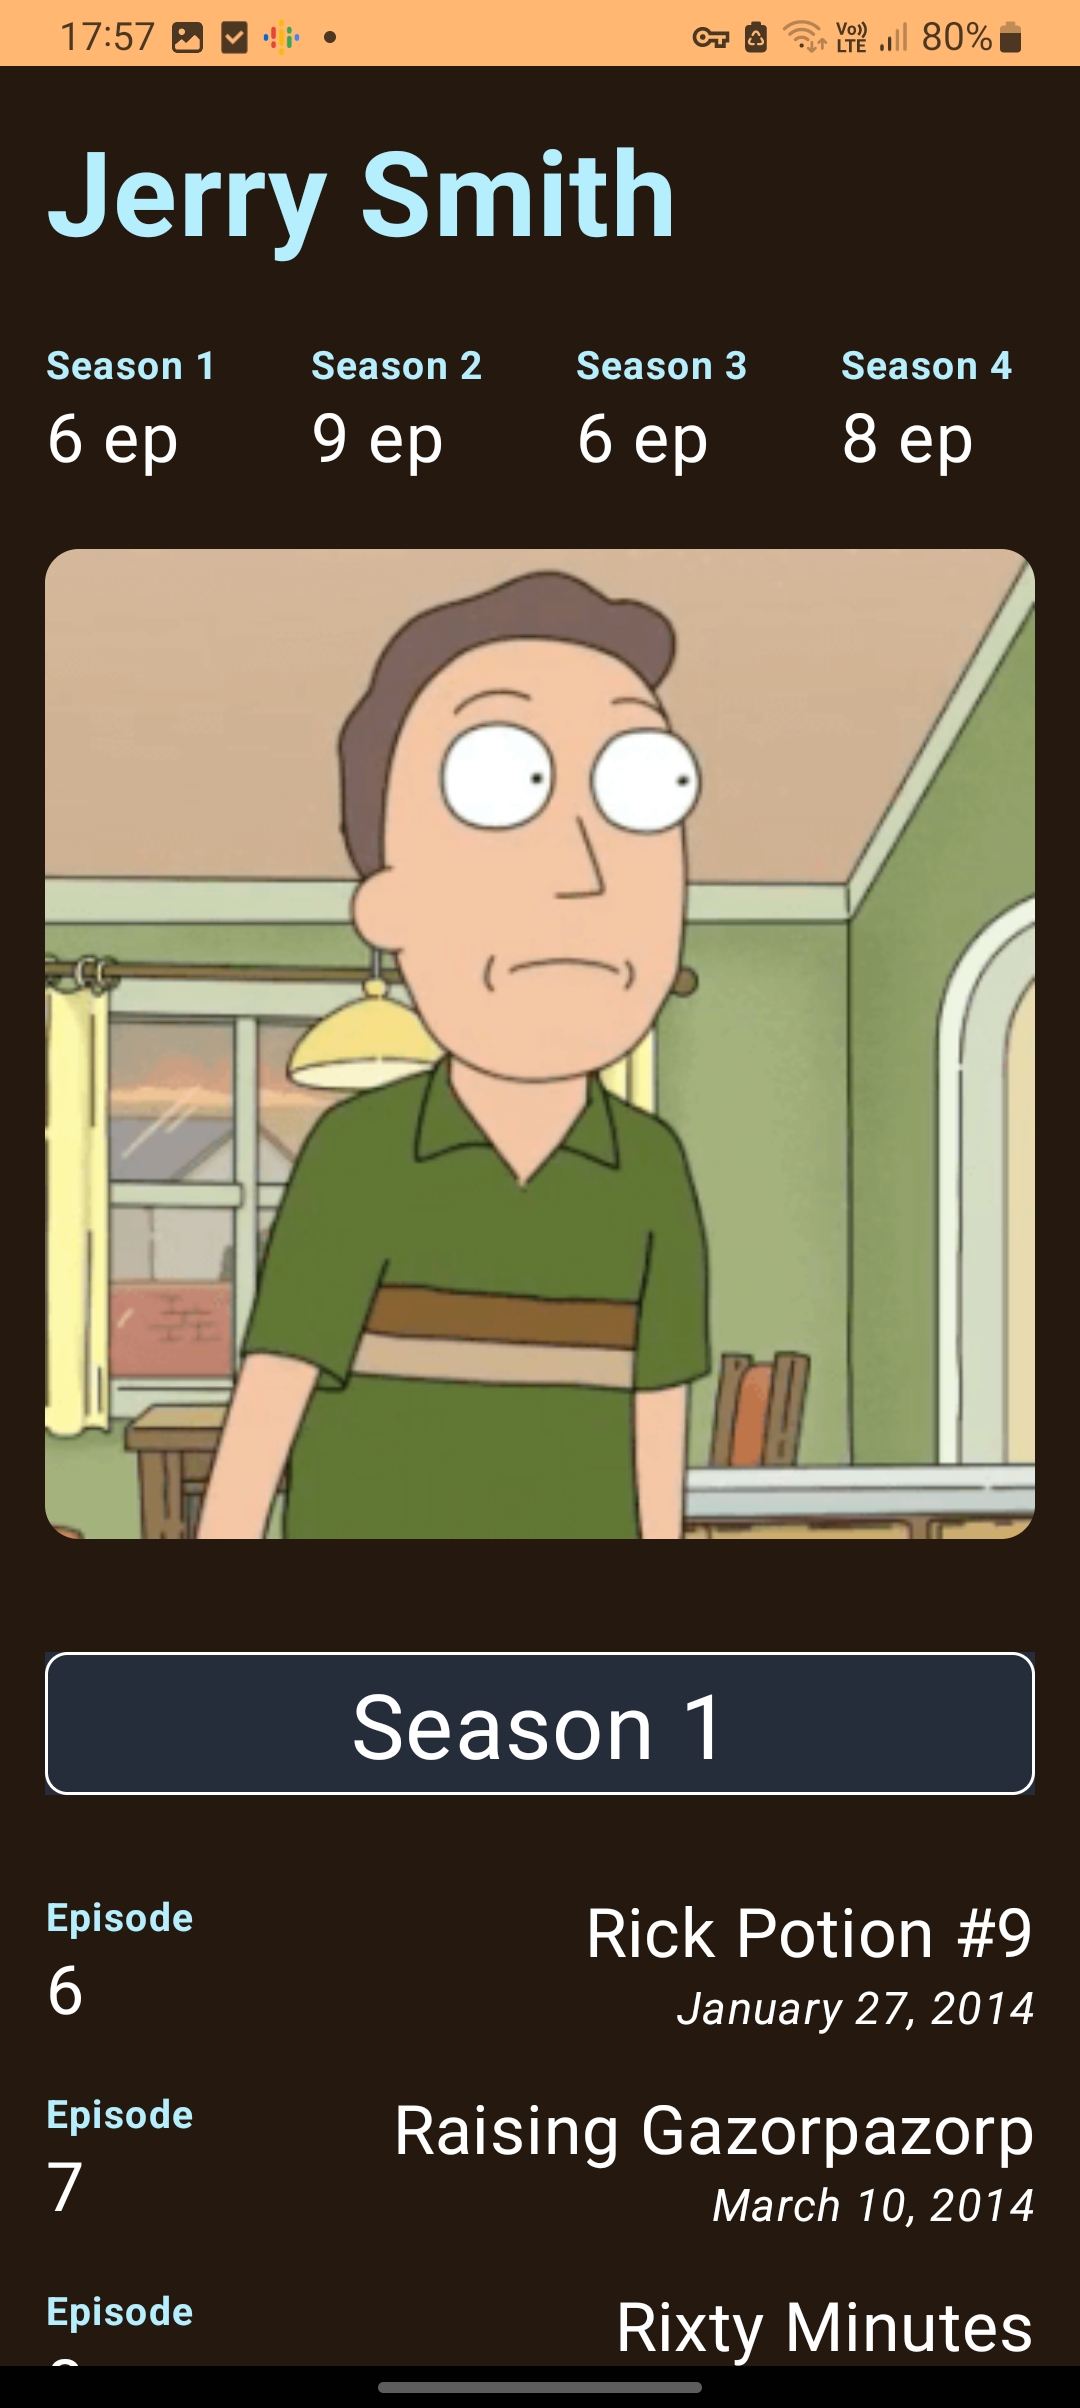 17:57 Vo)) LTE 80%
Jerry Smith
Season 1 Season 2 Season 3 Season 4
6 ep 9 ep 6 ep 8 ep
Season 1
Episode Rick Potion #9
6 January 27, 2014
Episode Raising Gazorpazorp
7 March 10, 2014
Episode Rixty Minutes